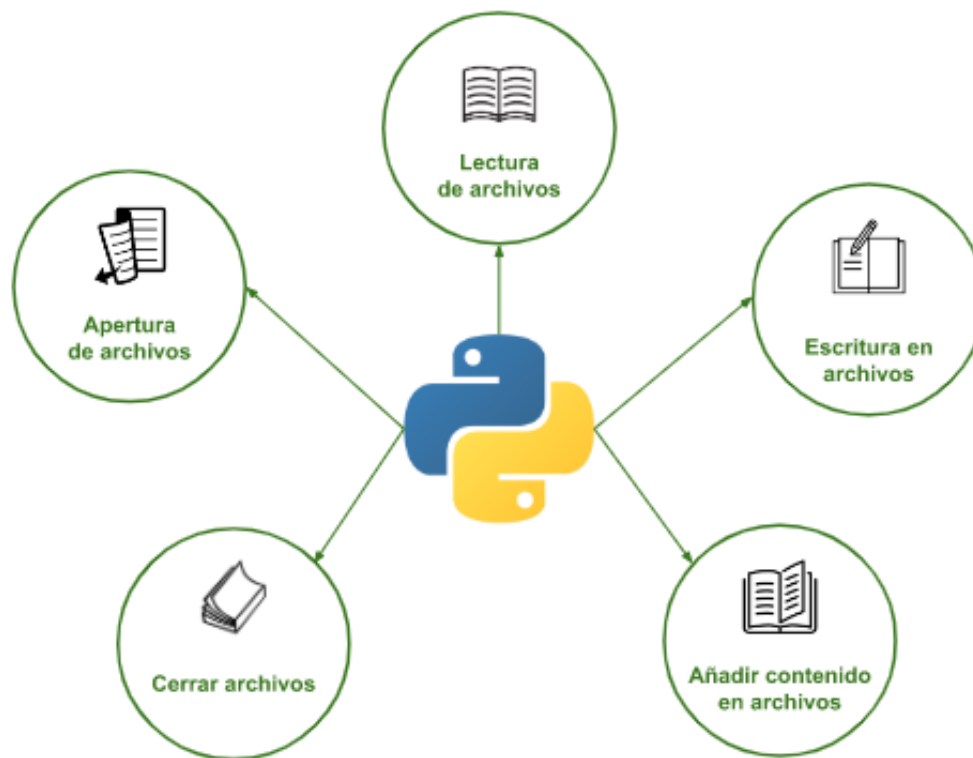 Lectura
de archivos
Apertura
de archivos
Escritura en
archivos
Cerrar archivos
Añadir contenido
en archivos